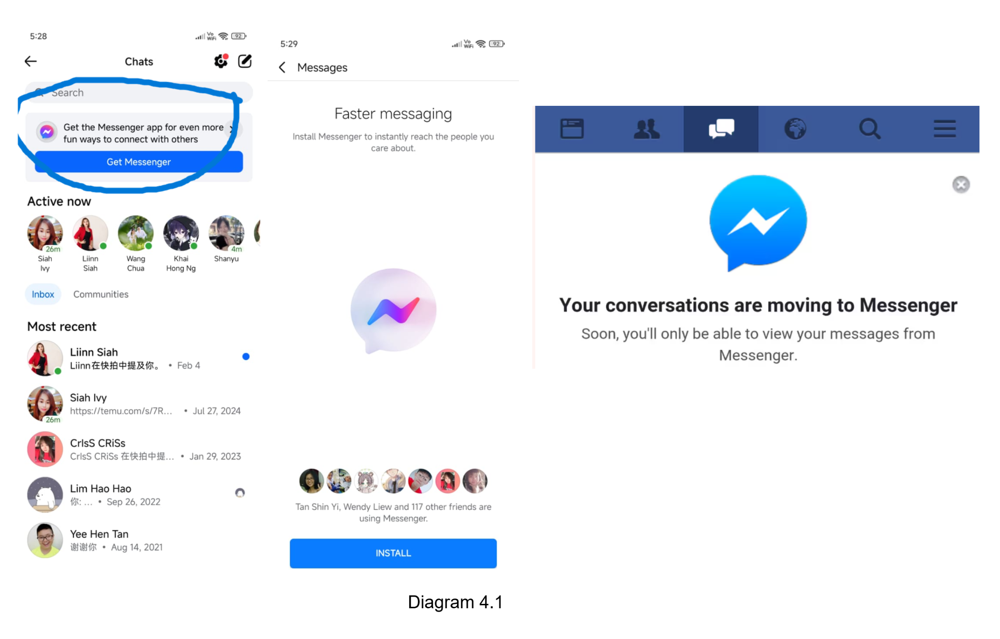 5:28
Vo
WiFi
92
Chats
Search
Get the Messenger app for even more
fun ways to connect with others
Get Messenger
Active now
26m
4m
Siah
Ivy
Liinn
Siah
Wang
Chua
Khai
Hong Ng
Shanyu
Inbox
Communities
Most recent
Liinn Siah
Liinn在快拍中提及你。 • Feb 4
Siah Ivy
https://temu.com/s/7R... • Jul 27, 2024
26m
CrIsS CRiSs
CrIsS CRiSs 在快拍中提... • Jan 29, 2023
Lim Hao Hao
你: ... • Sep 26, 2022
Yee Hen Tan
谢谢你 • Aug 14, 2021
5:29
Vo
WiFi
92
Messages
Faster messaging
Install Messenger to instantly reach the people you
care about.
Tan Shin Yi, Wendy Liew and 117 other friends are
using Messenger.
INSTALL
Your conversations are moving to Messenger
Soon, you'll only be able to view your messages from
Messenger.
Diagram 4.1